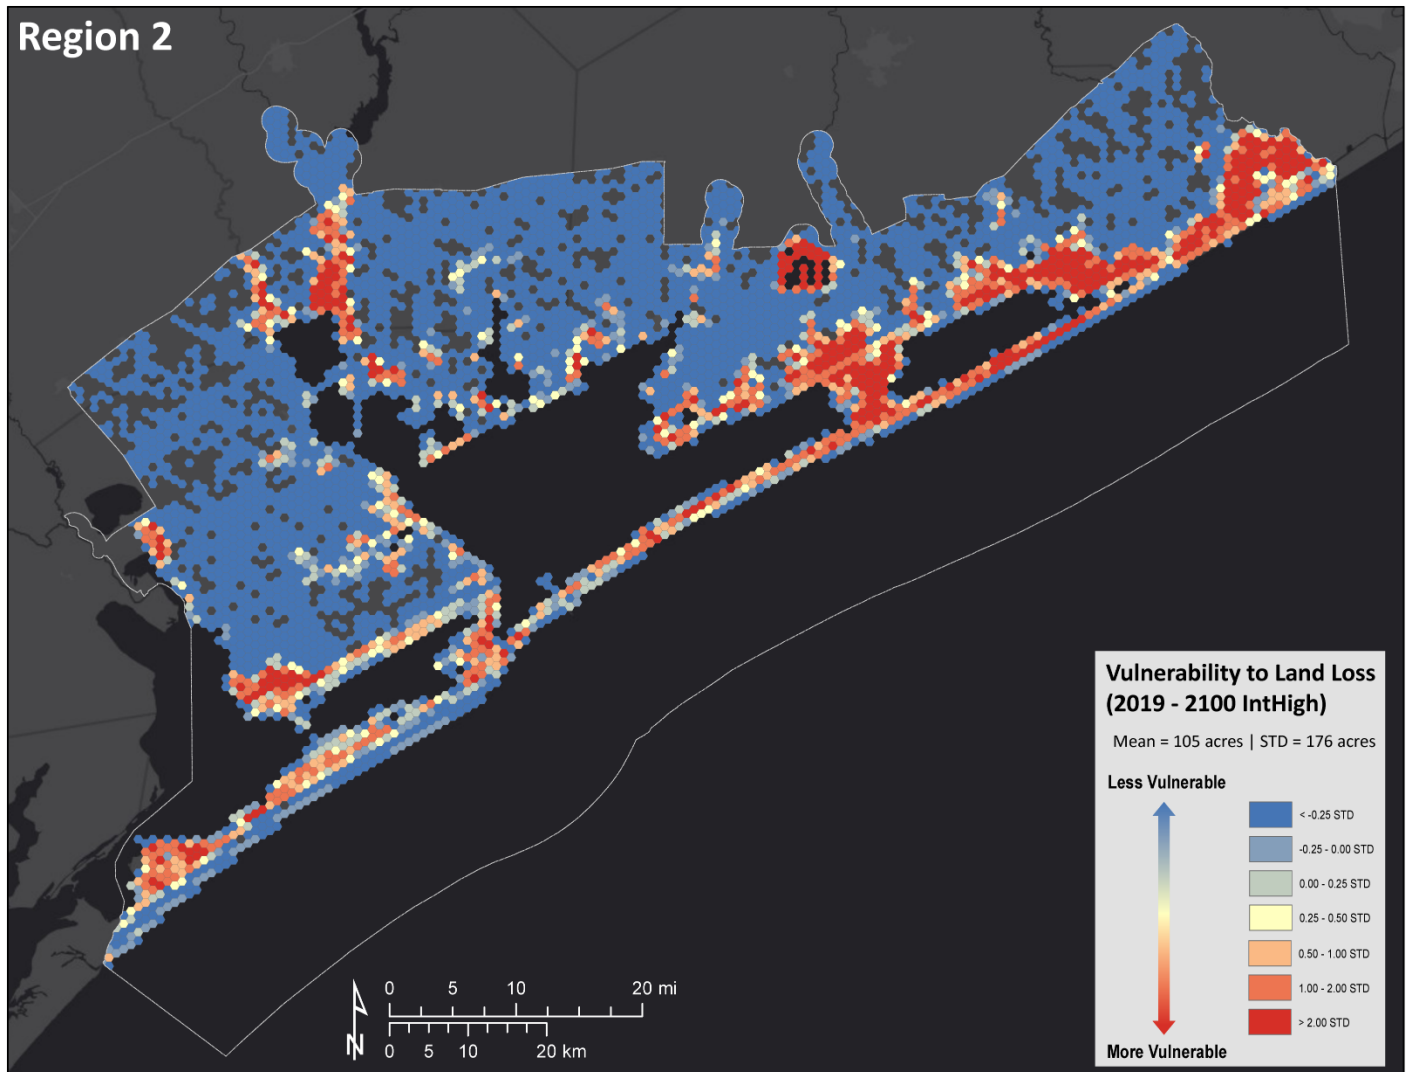 Region 2
Vulnerability to Land Loss
(2019 - 2100 IntHigh)
Mean = 105 acres | STD = 176 acres
Less Vulnerable
< -0.25 STD
-0.25 - 0.00 STD
0.00 - 0.25 STD
0.25 - 0.50 STD
0.50 - 1.00 STD
1.00 - 2.00 STD
> 2.00 STD
More Vulnerable
0 5 10 20 mi
N
0 5 10 20 km